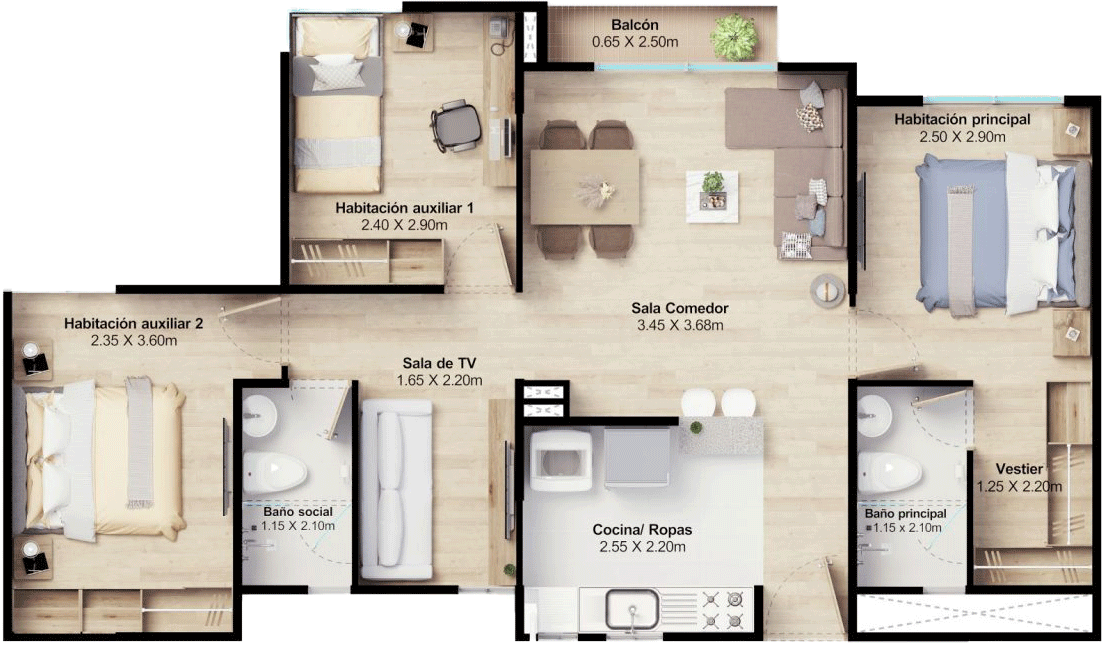 Balcón
0.65 X 2.50m
Habitación principal
2.50 X 2.90m
Habitación auxiliar 1
2.40 X 2.90m
Sala Comedor
3.45 X 3.68m
Habitación auxiliar 2
2.35 X 3.60m
Sala de TV
1.65 X 2.20m
Vestier
1.25 X 2.20m
Baño social
1.15 X 2.10m
Baño principal
1.15 x 2.10m
Cocina/ Ropas
2.55 X 2.20m